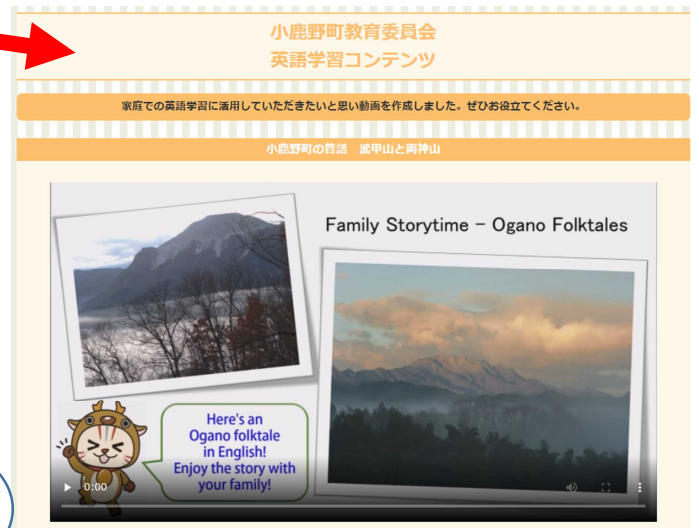 小鹿野町教育委員会
英語学習コンテンツ
家庭での英語学習に活用していただきたいと思い動画を作成しました。ぜひお役立てください。
小鹿野町の昔話　武甲山と両神山
Family Storytime – Ogano Folktales
Here's an
Ogano folktale
in English!
Enjoy the story with
your family!
0:00